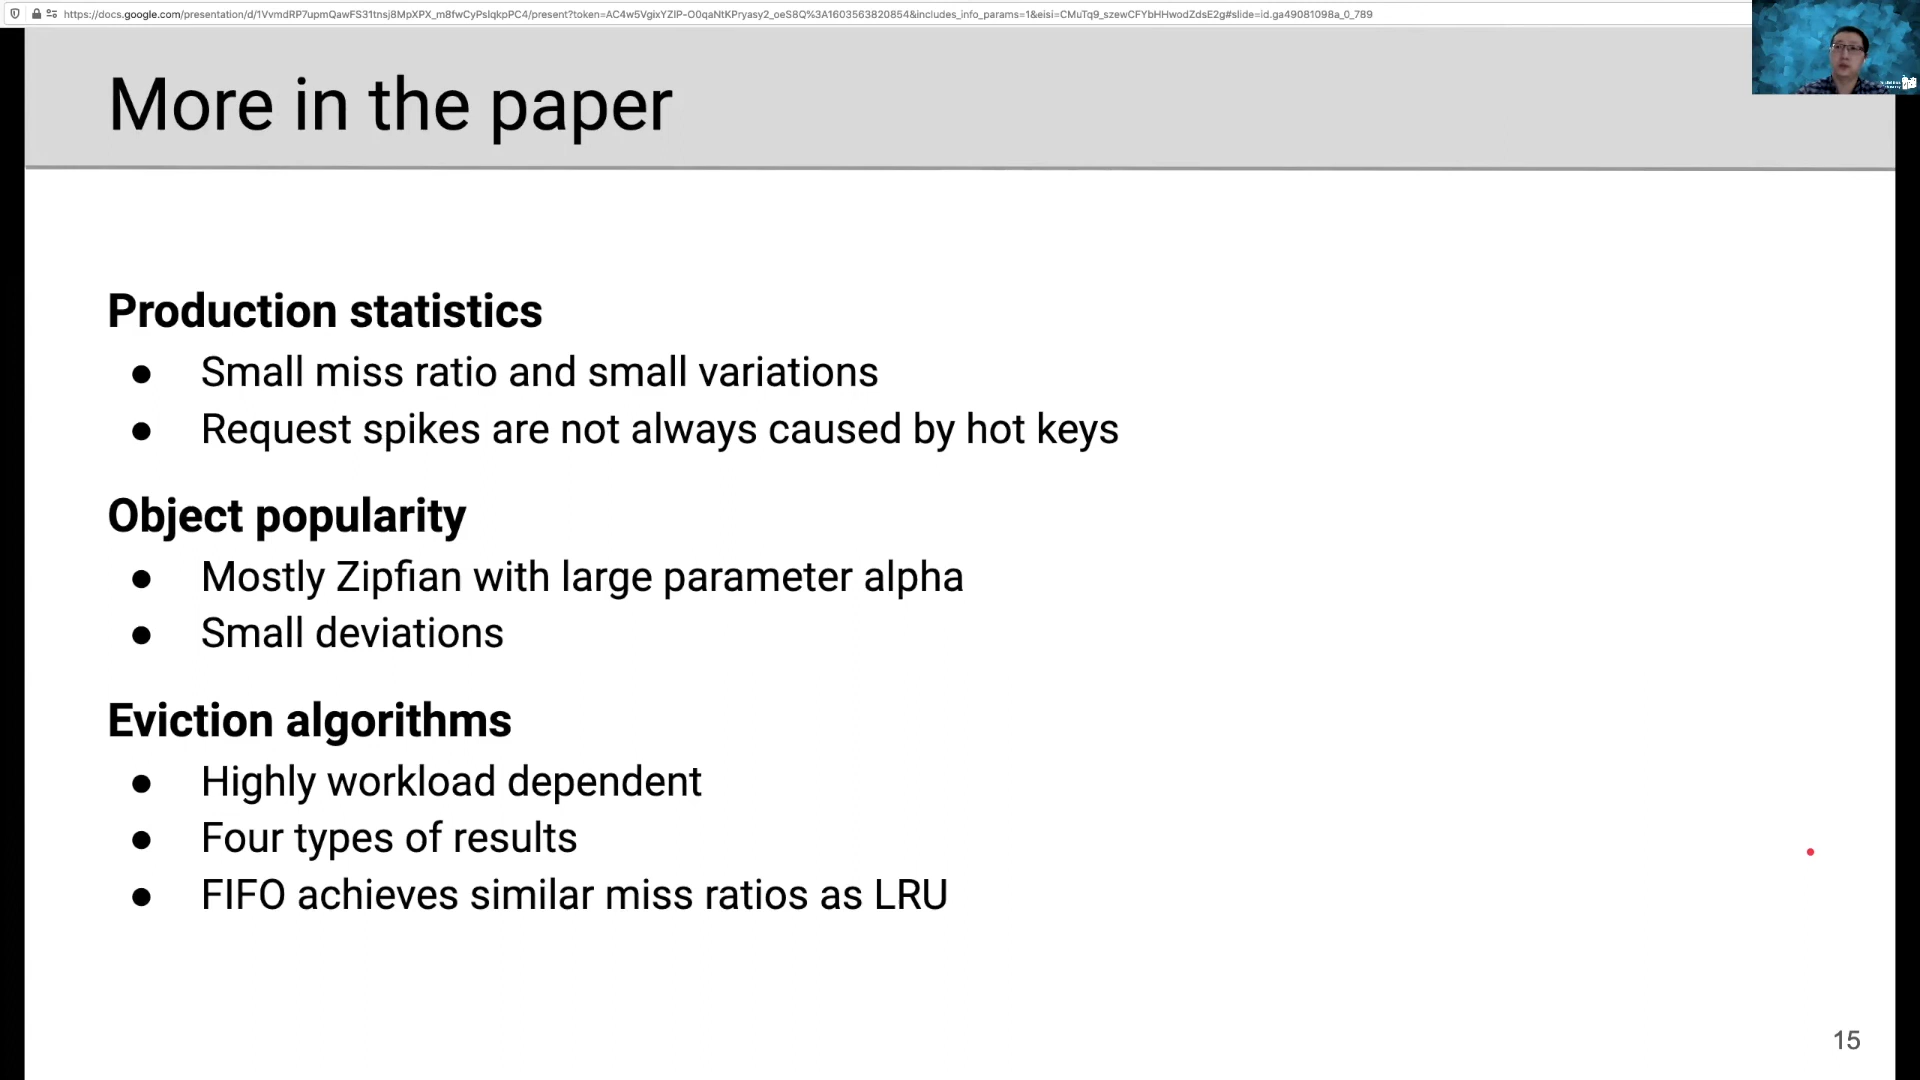 https://docs.google.com/presentation/d/1VvmdRP7upmQawFS31tnsj8MpXPX_m8fwCyPslqkpPC4/present?token=AC4w5VgixYZIP-O0qaNtKPryasy2_oeS8Q%3A1603563820854&includes_info_params=1&eisi=CMuTq9_szewCFYbHHwodZdsE2g#slide=id.ga49081098a_0_789
More in the paper
Production statistics
● Small miss ratio and small variations
● Request spikes are not always caused by hot keys
Object popularity
● Mostly Zipfian with large parameter alpha
● Small deviations
Eviction algorithms
● Highly workload dependent
● Four types of results
● FIFO achieves similar miss ratios as LRU
15